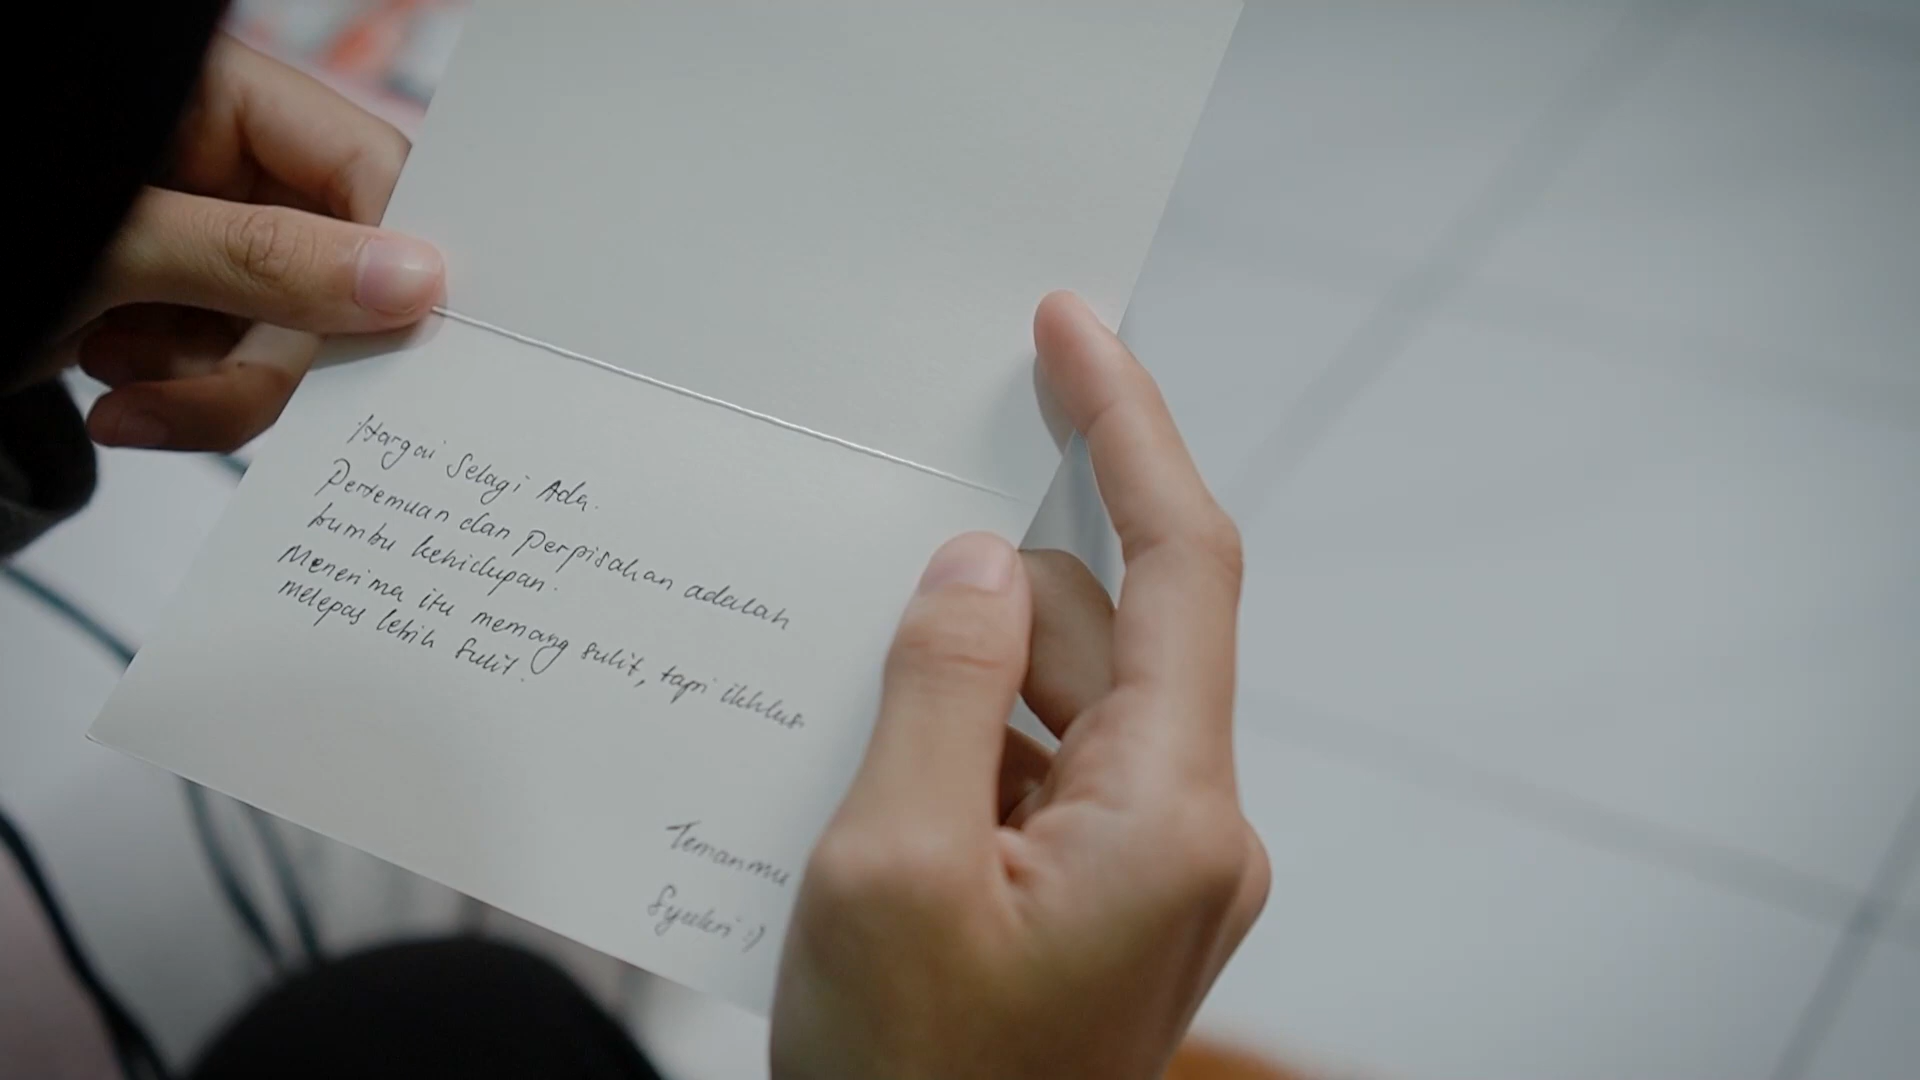 Hargai Selagi Ada.
Pertemuan dan Perpisahan adalah
bumbu kehidupan.
Menerima itu memang sulit, tapi ikhlas
melepas lebih sulit.
Temanmu
Syukri :)